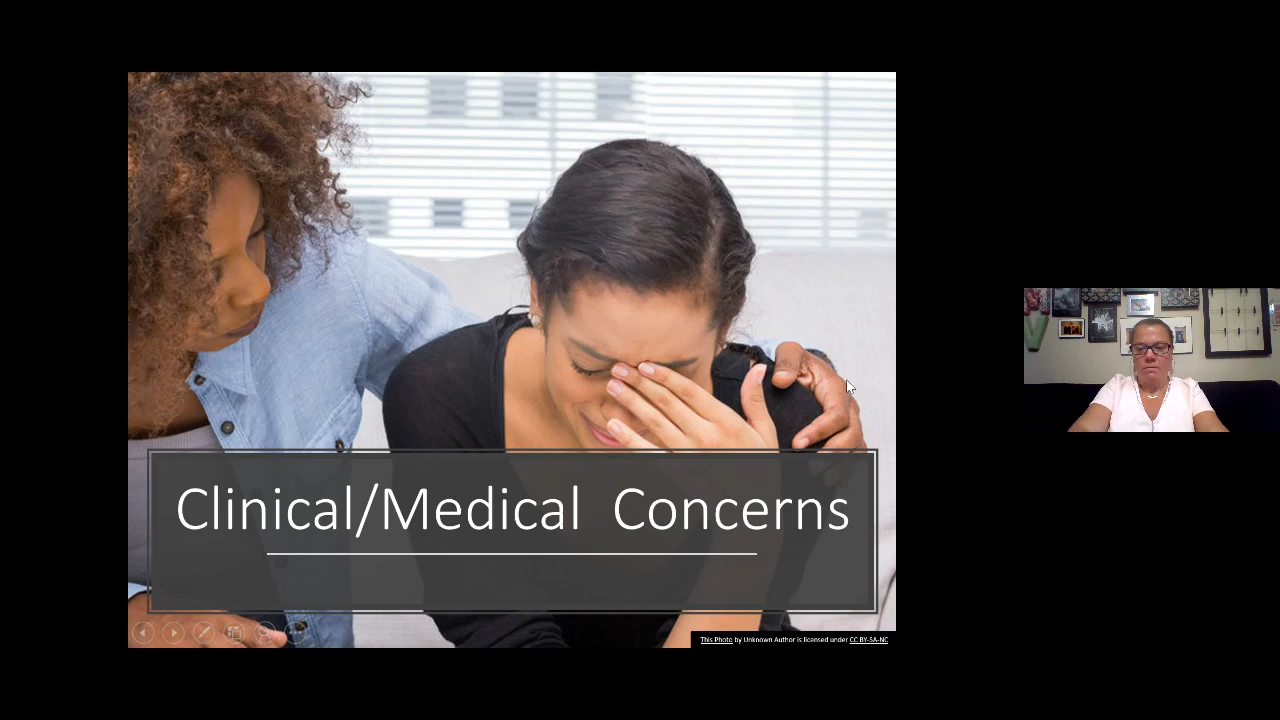 Clinical/Medical Concerns
This Photo by Unknown Author is licensed under CC BY-SA-NC